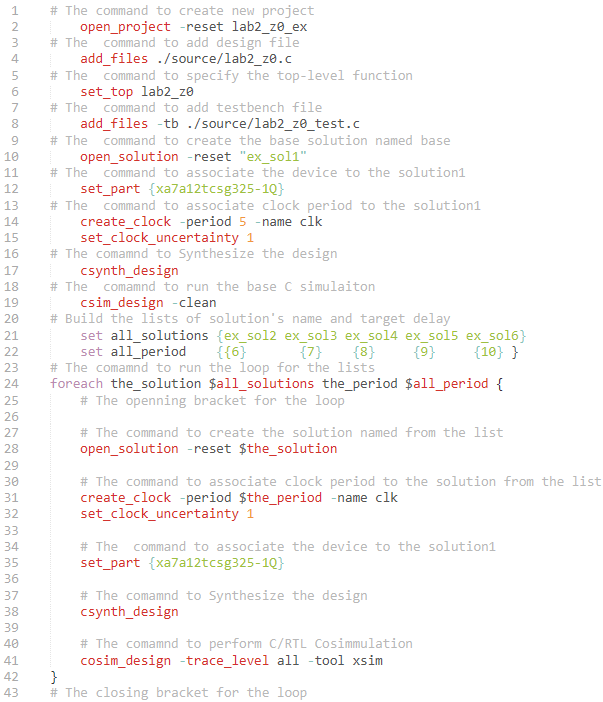 1 # The command to create new project
2 open_project -reset lab2_z0_ex
3 # The  command to add design file
4 add_files ./source/lab2_z0.c
5 # The  command to specify the top-level function
6 set_top lab2_z0
7 # The  command to add testbench file
8 add_files -tb ./source/lab2_z0_test.c
9 # The  command to create the base solution named base
10 open_solution -reset "ex_sol1"
11 # The  command to associate the device to the solution1
12 set_part {xa7a12tcsg325-1Q}
13 # The  command to associate clock period to the solution1
14 create_clock -period 5 -name clk
15 set_clock_uncertainty 1
16 # The comamnd to Synthesize the design
17 csynth_design
18 # The  comamnd to run the base C simulaiton
19 csim_design -clean
20 # Build the lists of solution's name and target delay
21 set all_solutions {ex_sol2 ex_sol3 ex_sol4 ex_sol5 ex_sol6}
22 set all_period    {{6}       {7}    {8}     {9}     {10} }
23 # The comamnd to run the loop for the lists
24 foreach the_solution $all_solutions the_period $all_period {
25 # The openning bracket for the loop
26
27 # The command to create the solution named from the list
28 open_solution -reset $the_solution
29
30 # The command to associate clock period to the solution from the list
31 create_clock -period $the_period -name clk
32 set_clock_uncertainty 1
33
34 # The  command to associate the device to the solution1
35 set_part {xa7a12tcsg325-1Q}
36
37 # The comamnd to Synthesize the design
38 csynth_design
39
40 # The comamnd to perform C/RTL Cosimmulation
41 cosim_design -trace_level all -tool xsim
42 }
43 # The closing bracket for the loop